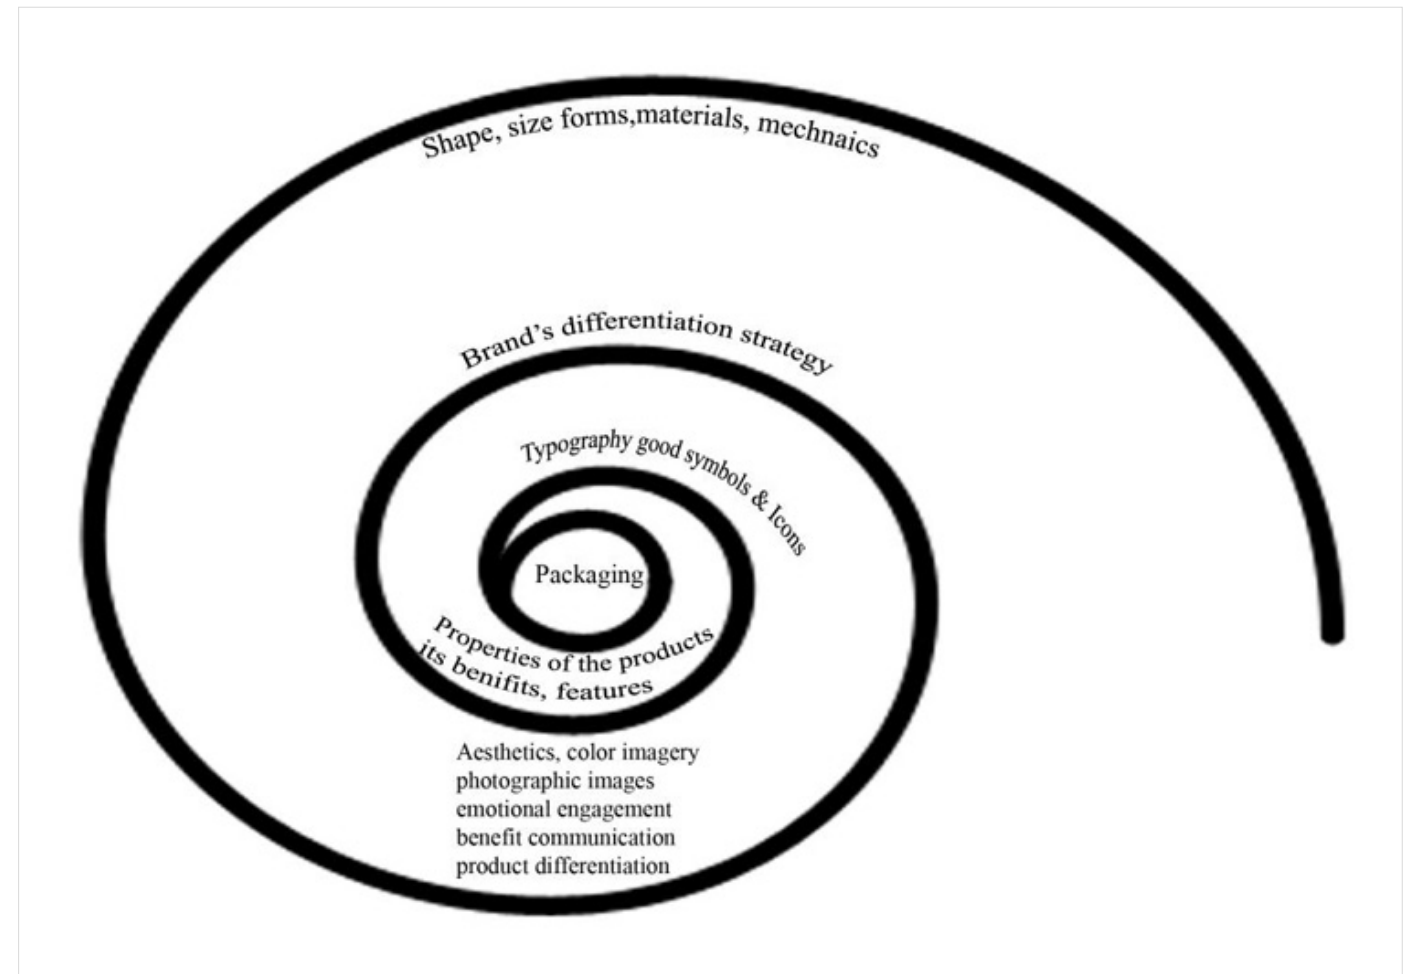 Shape, size forms,materials, mechnaics
Brand's differentiation strategy
Typography good symbols & Icons
Packaging
Properties of the products
its benifits, features
Aesthetics, color imagery
photographic images
emotional engagement
benefit communication
product differentiation